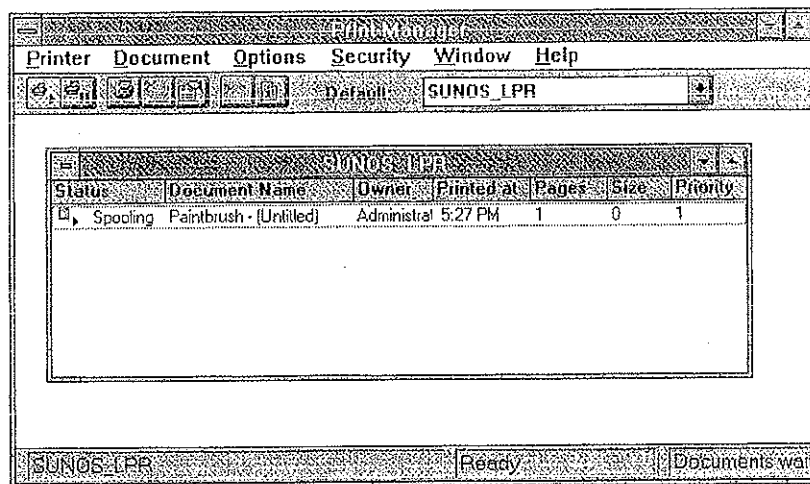 Print Manager
Printer Document Options Security Window Help
Default: SUNOS_LPR
SUNOS_LPR
Status Document Name Owner Printed at Pages Size Priority
Spooling Paintbrush - (Untitled) Administrat 5:27 PM 1 0 1
SUNOS_LPR Ready Documents wai